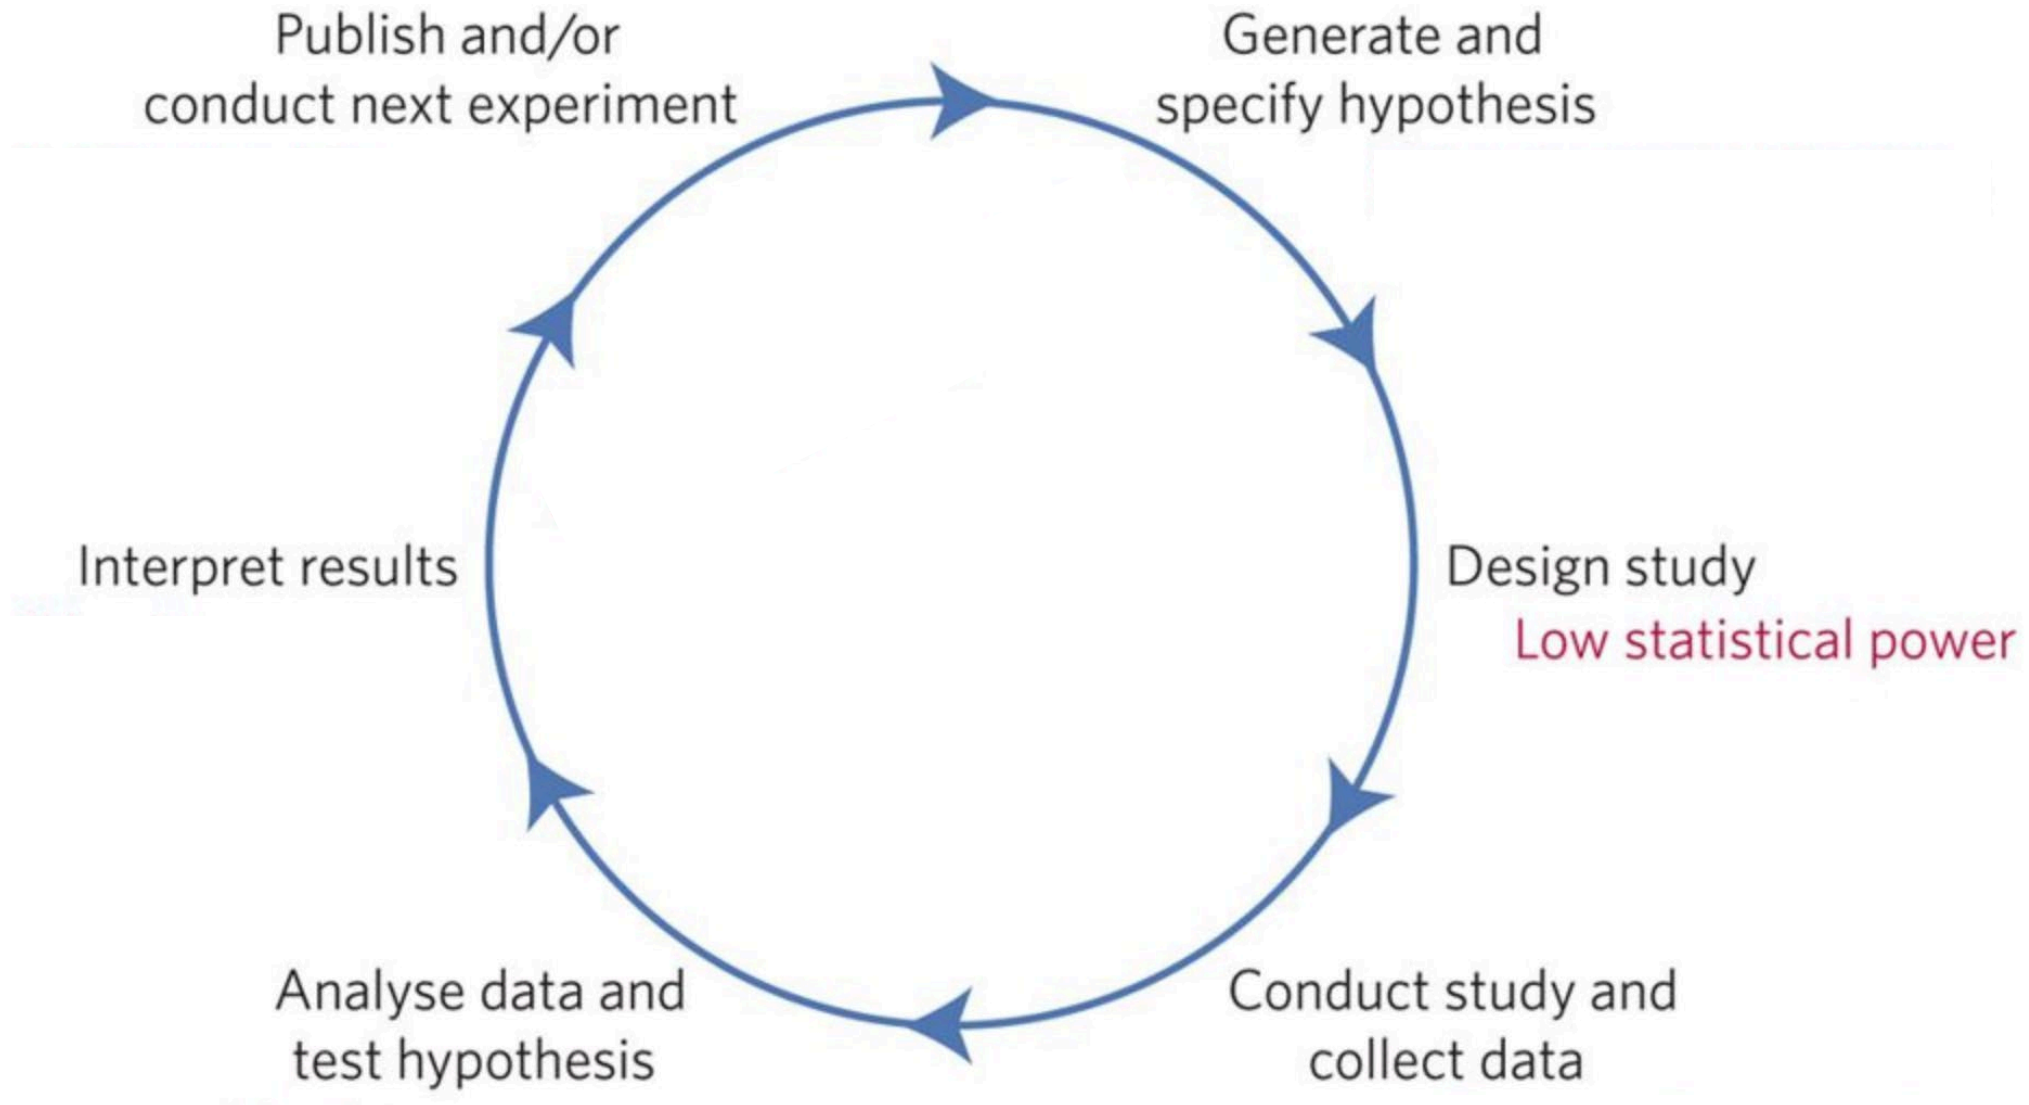 Publish and/or
conduct next experiment
Generate and
specify hypothesis
Interpret results
Design study
Low statistical power
Analyse data and
test hypothesis
Conduct study and
collect data